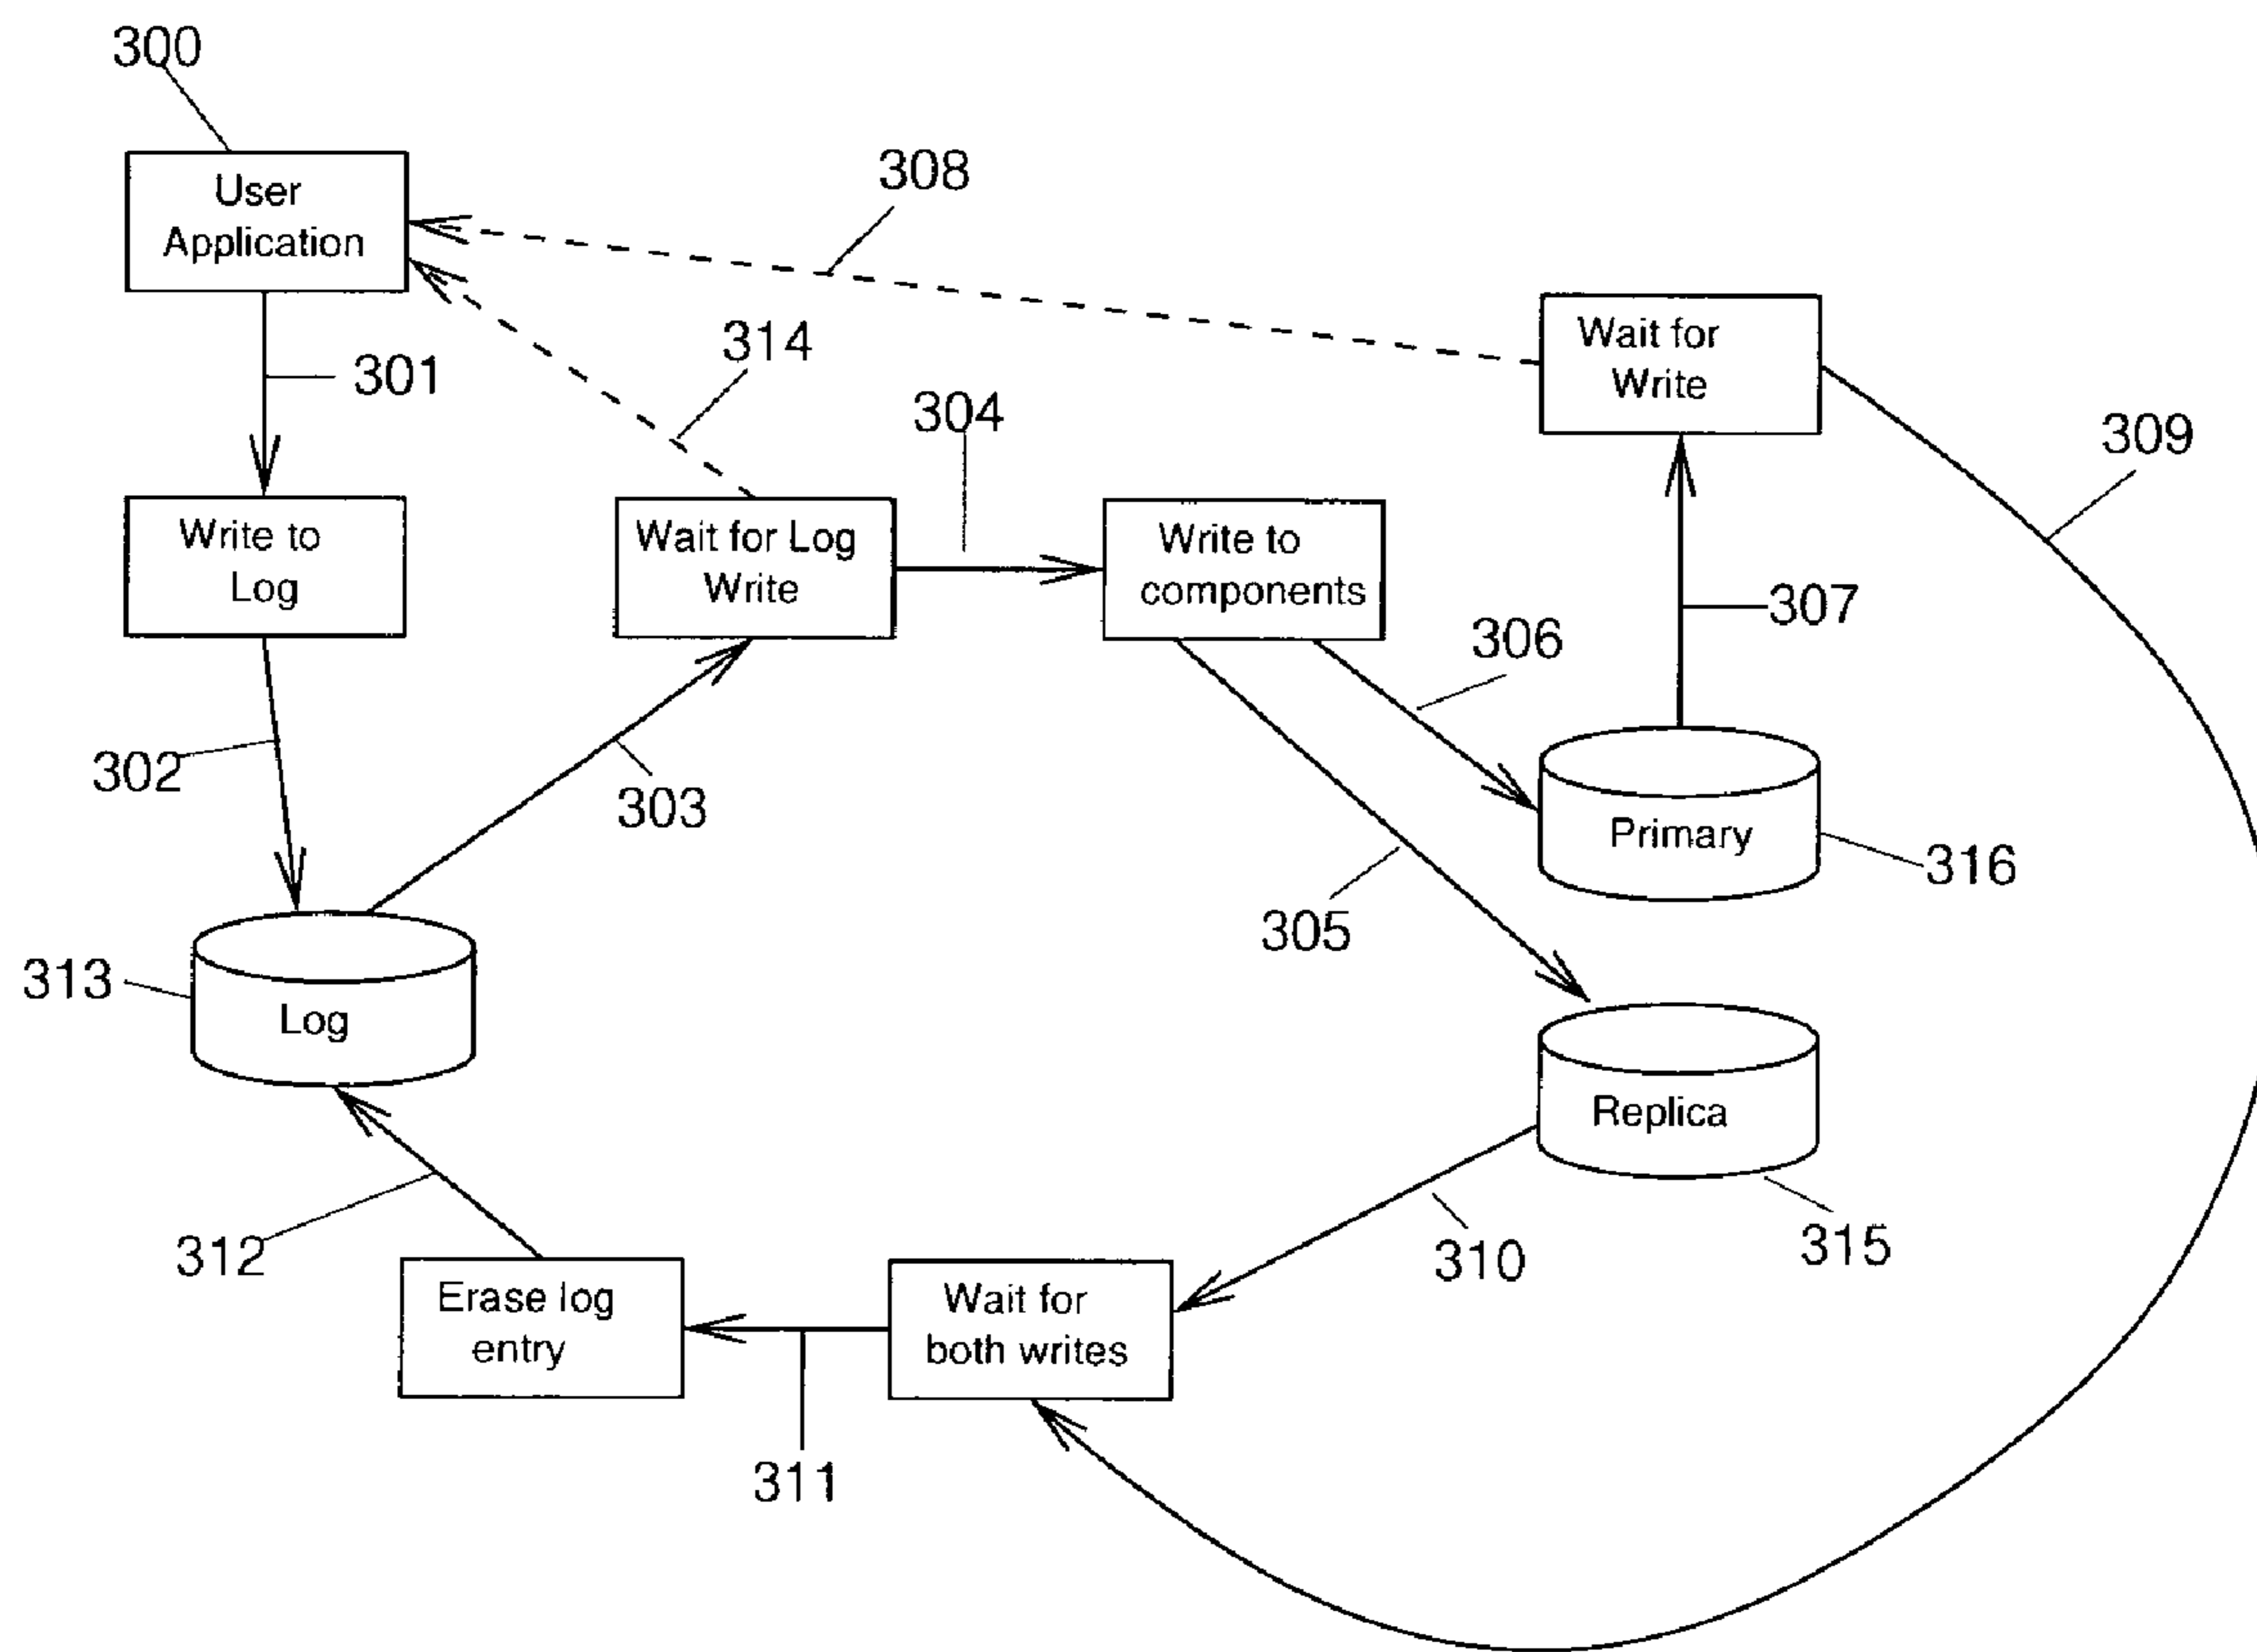 300
User
Application
308
314
301
304
Wait for
Write
309
Write to
Log
Wait for Log
Write
Write to
components
307
306
302
303
Primary
316
305
313
Log
Replica
312
310
315
Erase log
entry
Wait for
both writes
311